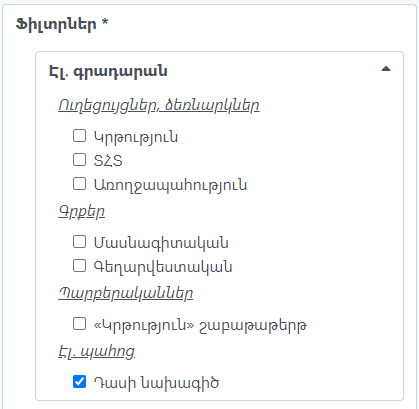 Ֆիլտրներ *
Էլ. գրադարան
Ուղեցույցներ, ձեռնարկներ
Կրթություն
ՏՀՏ
Առողջապահություն
Գրքեր
Մասնագիտական
Գեղարվեստական
Պարբերականներ
«Կրթություն» շաբաթաթերթ
Էլ. պահոց
Դասի նախագիծ